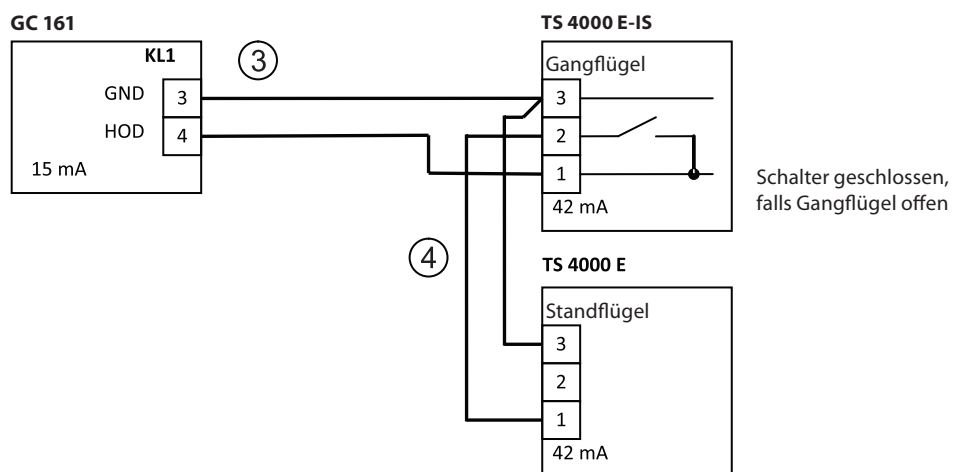 GC 161
KL1
GND 3
HOD 4
15 mA
3
4
TS 4000 E-IS
Gangflügel
3
2
1
42 mA
Schalter geschlossen,
falls Gangflügel offen
TS 4000 E
Standflügel
3
2
1
42 mA